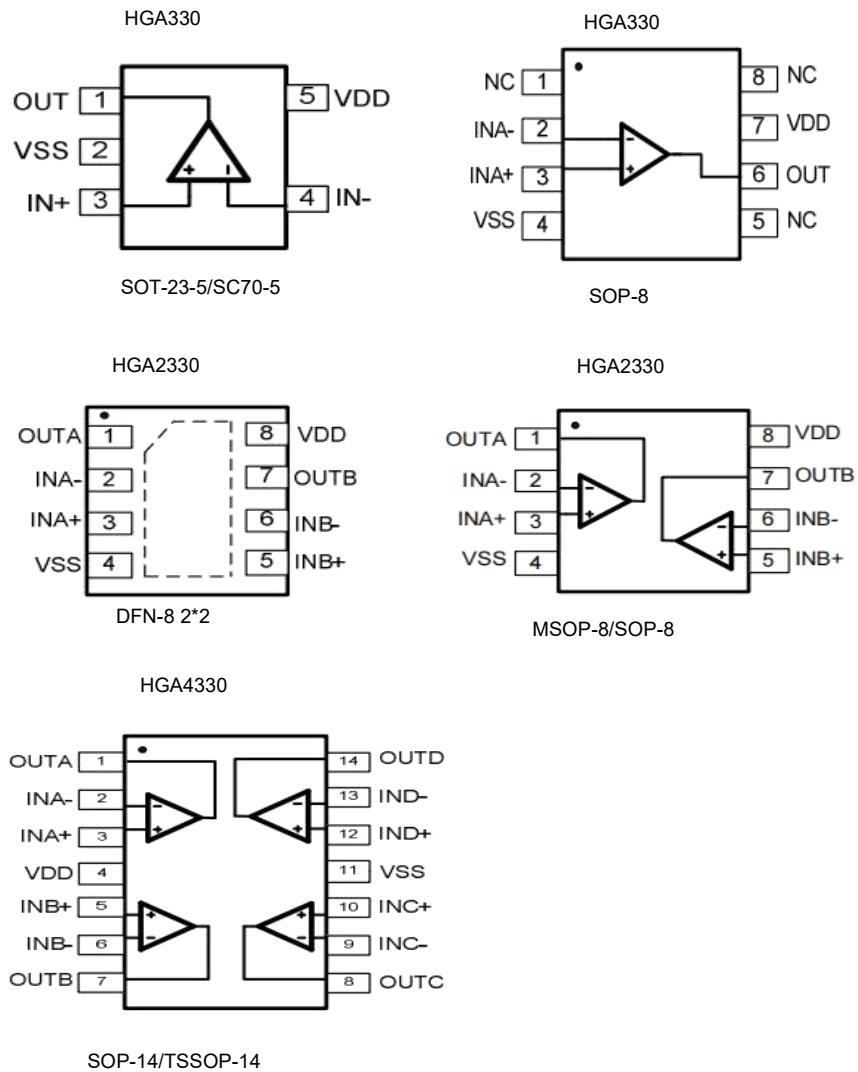 HGA330
OUT 1 5 VDD
VSS 2
IN+ 3 4 IN-
+ -
SOT-23-5/SC70-5
HGA330
NC 1 8 NC
INA- 2 - 7 VDD
INA+ 3 + 6 OUT
VSS 4 5 NC
SOP-8
HGA2330
OUTA 1 8 VDD
INA- 2 7 OUTB
INA+ 3 6 INB-
VSS 4 5 INB+
DFN-8 2*2
HGA2330
OUTA 1 8 VDD
INA- 2 - 7 OUTB
INA+ 3 + - 6 INB-
VSS 4 + 5 INB+
MSOP-8/SOP-8
HGA4330
OUTA 1 14 OUTD
INA- 2 - - 13 IND-
INA+ 3 + + 12 IND+
VDD 4 11 VSS
INB+ 5 + + 10 INC+
INB- 6 - - 9 INC-
OUTB 7 8 OUTC
SOP-14/TSSOP-14